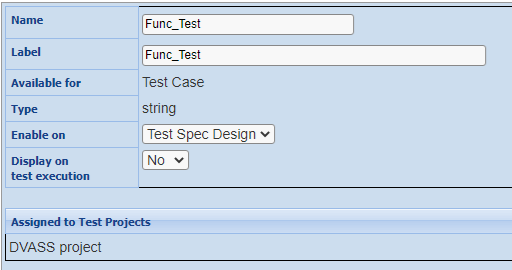 Name Func_Test
Label Func_Test
Available for Test Case
Type string
Enable on Test Spec Design
Display on No
test execution
Assigned to Test Projects
DVASS project